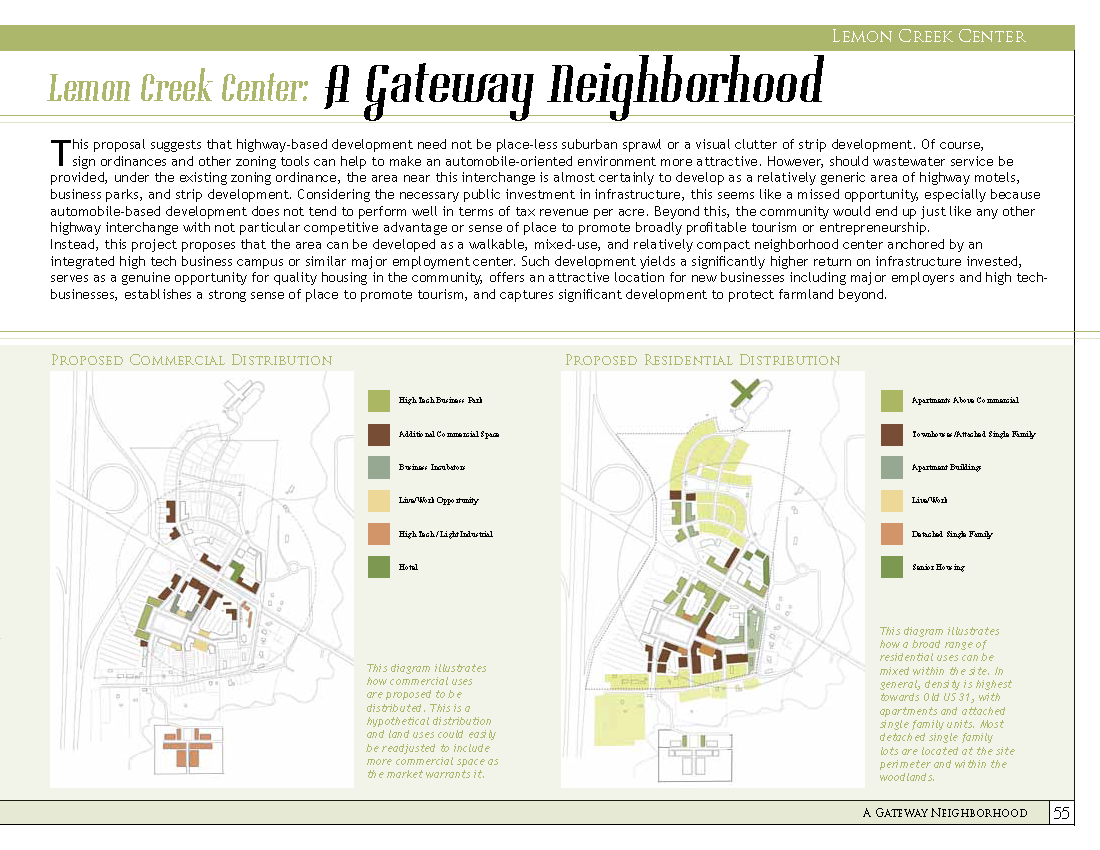 Lemon Creek Center
Lemon Creek Center: A Gateway Neighborhood
This proposal suggests that highway-based development need not be place-less suburban sprawl or a visual clutter of strip development. Of course,
sign ordinances and other zoning tools can help to make an automobile-oriented environment more attractive. However, should wastewater service be
provided, under the existing zoning ordinance, the area near this interchange is almost certainly to develop as a relatively generic area of highway motels,
business parks, and strip development. Considering the necessary public investment in infrastructure, this seems like a missed opportunity, especially because
automobile-based development does not tend to perform well in terms of tax revenue per acre. Beyond this, the community would end up just like any other
highway interchange with not particular competitive advantage or sense of place to promote broadly profitable tourism or entrepreneurship.
Instead, this project proposes that the area can be developed as a walkable, mixed-use, and relatively compact neighborhood center anchored by an
integrated high tech business campus or similar major employment center. Such development yields a significantly higher return on infrastructure invested,
serves as a genuine opportunity for quality housing in the community, offers an attractive location for new businesses including major employers and high tech-
businesses, establishes a strong sense of place to promote tourism, and captures significant development to protect farmland beyond.
Proposed Commercial Distribution
High Tech Business Park
Additional Commercial Space
Business Incubators
Live/Work Opportunity
High Tech / Light Industrial
Hotel
This diagram illustrates
how commercial uses
are proposed to be
distributed. This is a
hypothetical distribution
and land uses could easily
be readjusted to include
more commercial space as
the market warrants it.
Proposed Residential Distribution
Apartments Above Commercial
Townhouses/Attached Single Family
Apartment Buildings
Live/Work
Detached Single Family
Senior Housing
This diagram illustrates
how a broad range of
residential uses can be
mixed within the site. In
general, density is highest
towards Old US 31, with
apartments and attached
single family units. Most
detached single family
lots are located at the site
perimeter and within the
woodlands.
A Gateway Neighborhood 55